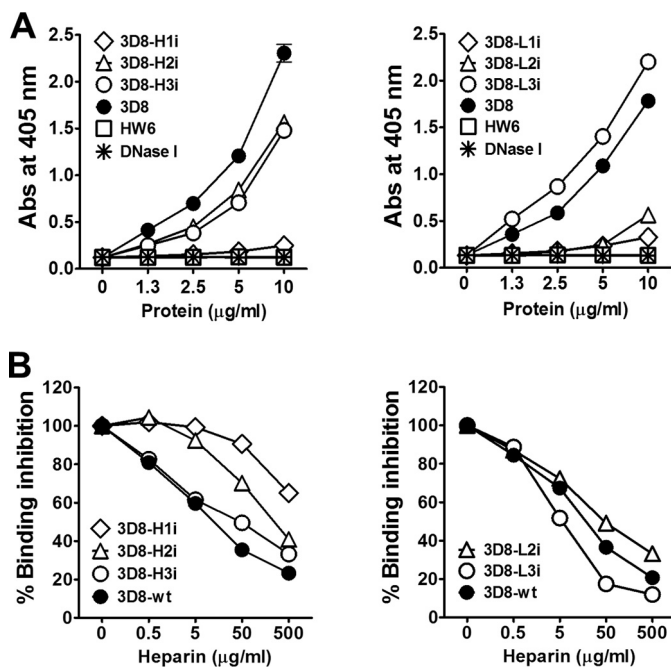 A
2.5
2.0
1.5
1.0
0.5
0.0
Abs at 405 nm
3D8-H1i
3D8-H2i
3D8-H3i
3D8
HW6
DNase I
0 1.3 2.5 5 10
Protein (μg/ml)
2.5
2.0
1.5
1.0
0.5
0.0
Abs at 405 nm
3D8-L1i
3D8-L2i
3D8-L3i
3D8
HW6
DNase I
0 1.3 2.5 5 10
Protein (μg/ml)
B
120
100
80
60
40
20
0
% Binding inhibition
3D8-H1i
3D8-H2i
3D8-H3i
3D8-wt
0 0.5 5 50 500
Heparin (μg/ml)
120
100
80
60
40
20
0
% Binding inhibition
3D8-L2i
3D8-L3i
3D8-wt
0 0.5 5 50 500
Heparin (μg/ml)